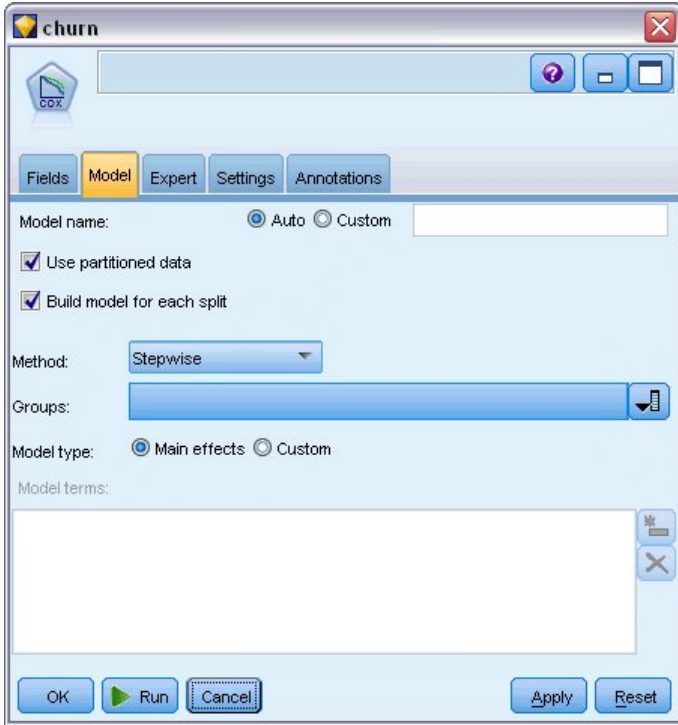 churn
COX
?
Fields Model Expert Settings Annotations
Model name: Auto Custom
Use partitioned data
Build model for each split
Method: Stepwise
Groups:
Model type: Main effects Custom
Model terms:
OK Run Cancel Apply Reset